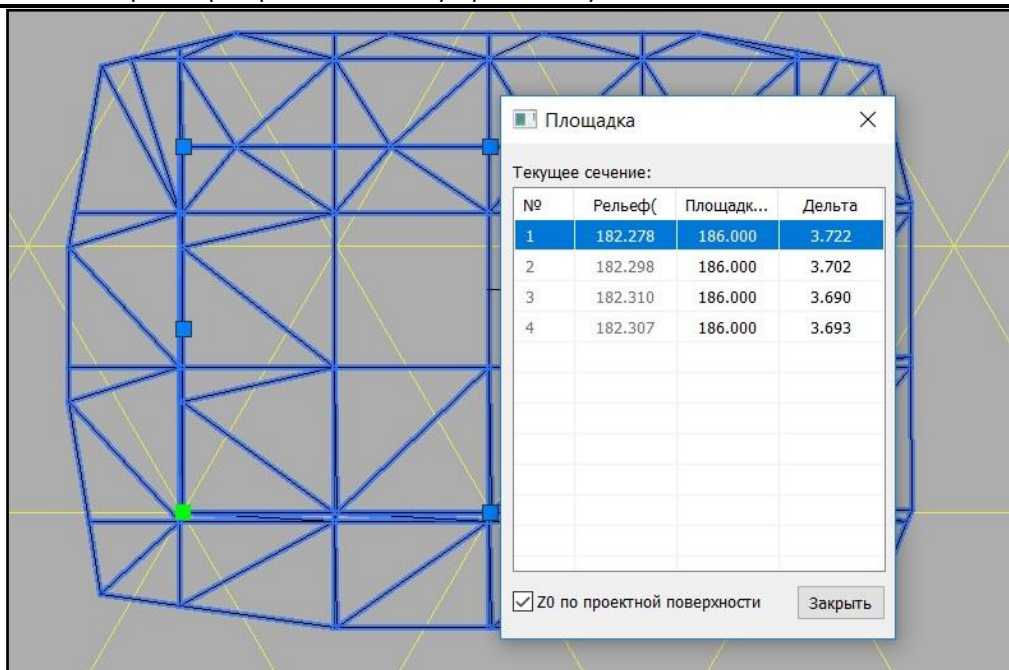 Площадка
Текущее сечение:
№ Рельеф( Площадк... Дельта
1 182.278 186.000 3.722
2 182.298 186.000 3.702
3 182.310 186.000 3.690
4 182.307 186.000 3.693
Z0 по проектной поверхности
Закрыть